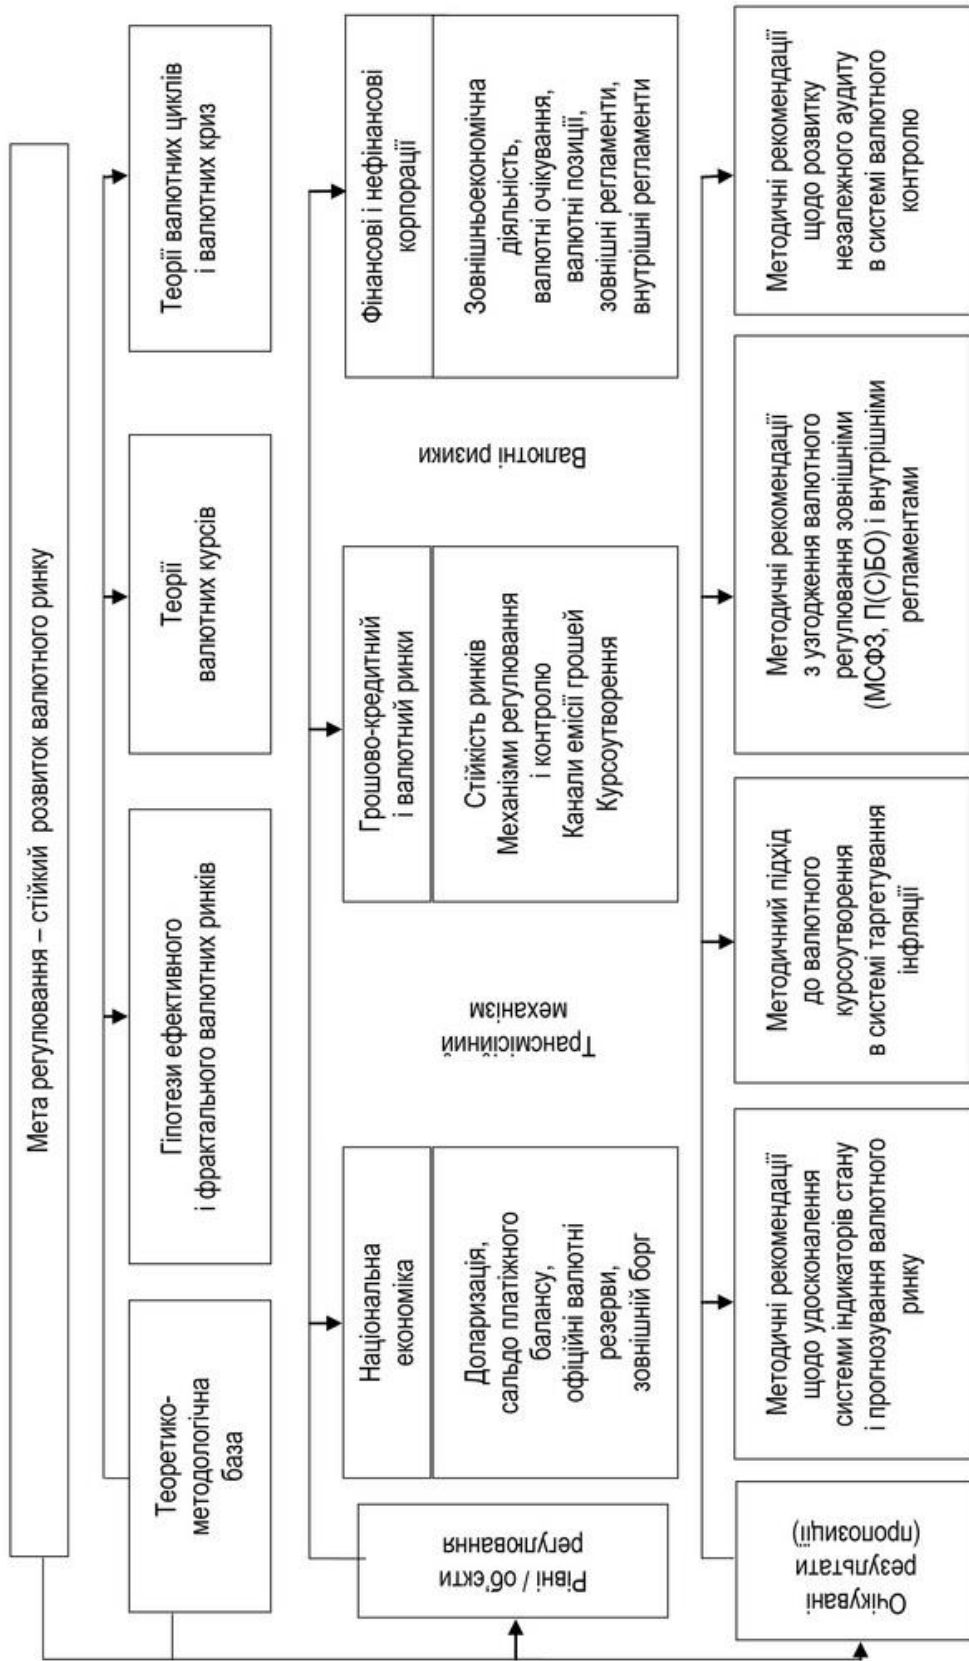 Мета регулювання – стійкий розвиток валютного ринку
Теоретико-
методологічна
база
Гіпотези ефективного
і фрактального валютних ринків
Теорії
валютних курсів
Теорії валютних циклів
і валютних криз
Рівні / об'єкти
регулювання
Національна
економіка
Доларизація,
сальдо платіжного
балансу,
офіційні валютні
резерви,
зовнішній борг
Трансмісійний
механізм
Грошово-кредитний
і валютний ринки
Стійкість ринків
Механізми регулювання
і контролю
Канали емісії грошей
Курсоутворення
Валютні ризики
Фінансові і нефінансові
корпорації
Зовнішньоекономічна
діяльність,
валютні очікування,
валютні позиції,
зовнішні регламенти,
внутрішні регламенти
Очікувані
результати
(пропозиції)
Методичні рекомендації
щодо удосконалення
системи індикаторів стану
і прогнозування валютного
ринку
Методичний підхід
до валютного
курсоутворення
в системі таргетування
інфляції
Методичні рекомендації
з узгодження валютного
регулювання зовнішніми
(МСФЗ, П(С)БО) і внутрішніми
регламентами
Методичні рекомендації
щодо розвитку
незалежного аудиту
в системі валютного
контролю